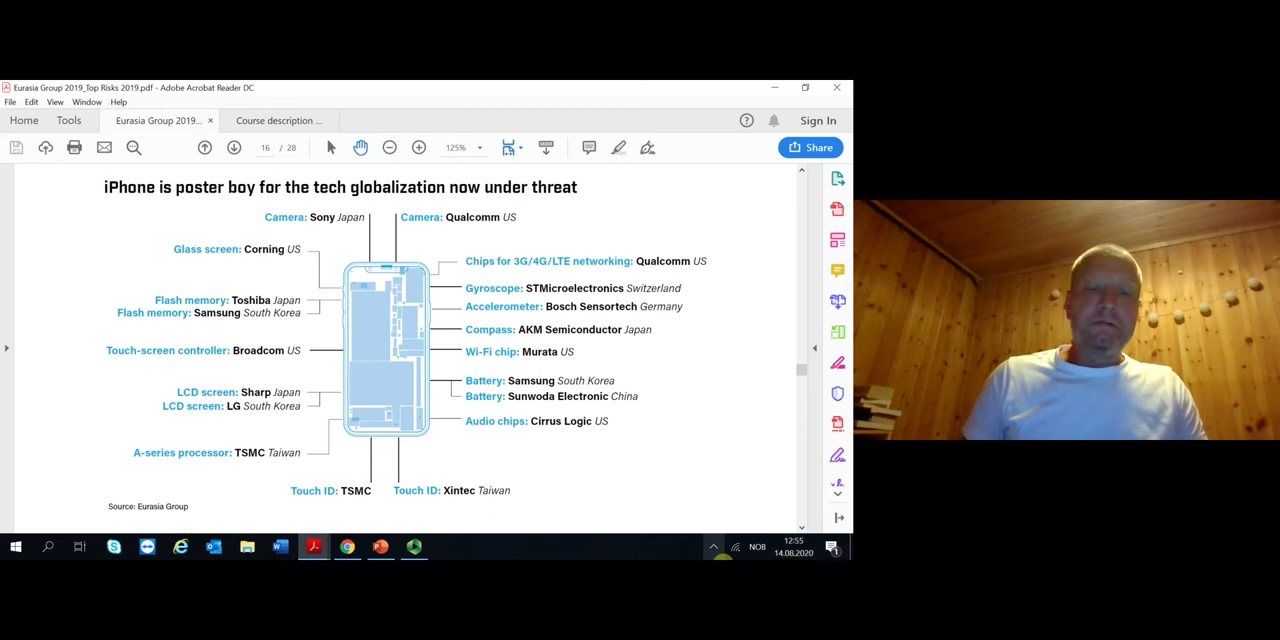 Eurasia Group 2019_Top Risks 2019.pdf - Adobe Acrobat Reader DC
File Edit View Window Help
Home Tools Eurasia Group 2019... × Course description ... Sign In
16 / 28 125% Share
iPhone is poster boy for the tech globalization now under threat
Camera: Sony Japan
Camera: Qualcomm US
Glass screen: Corning US
Chips for 3G/4G/LTE networking: Qualcomm US
Gyroscope: STMicroelectronics Switzerland
Flash memory: Toshiba Japan
Accelerometer: Bosch Sensortech Germany
Flash memory: Samsung South Korea
Compass: AKM Semiconductor Japan
Touch-screen controller: Broadcom US
Wi-Fi chip: Murata US
Battery: Samsung South Korea
LCD screen: Sharp Japan
Battery: Sunwoda Electronic China
LCD screen: LG South Korea
Audio chips: Cirrus Logic US
A-series processor: TSMC Taiwan
Touch ID: TSMC
Touch ID: Xintec Taiwan
Source: Eurasia Group
NOB
12:55
14.08.2020